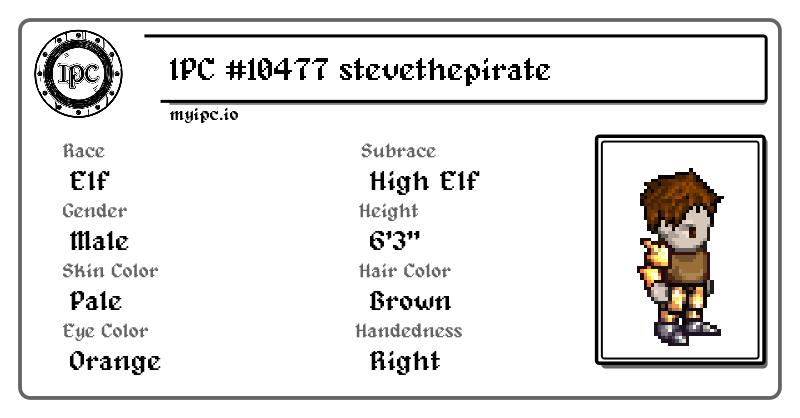 IPC
1PC #10477 stevethepirate
myipc.io
Race
Elf
Subrace
High Elf
Gender
Male
Height
6'3"
Skin Color
Pale
Hair Color
Brown
Eye Color
Orange
Handedness
Right